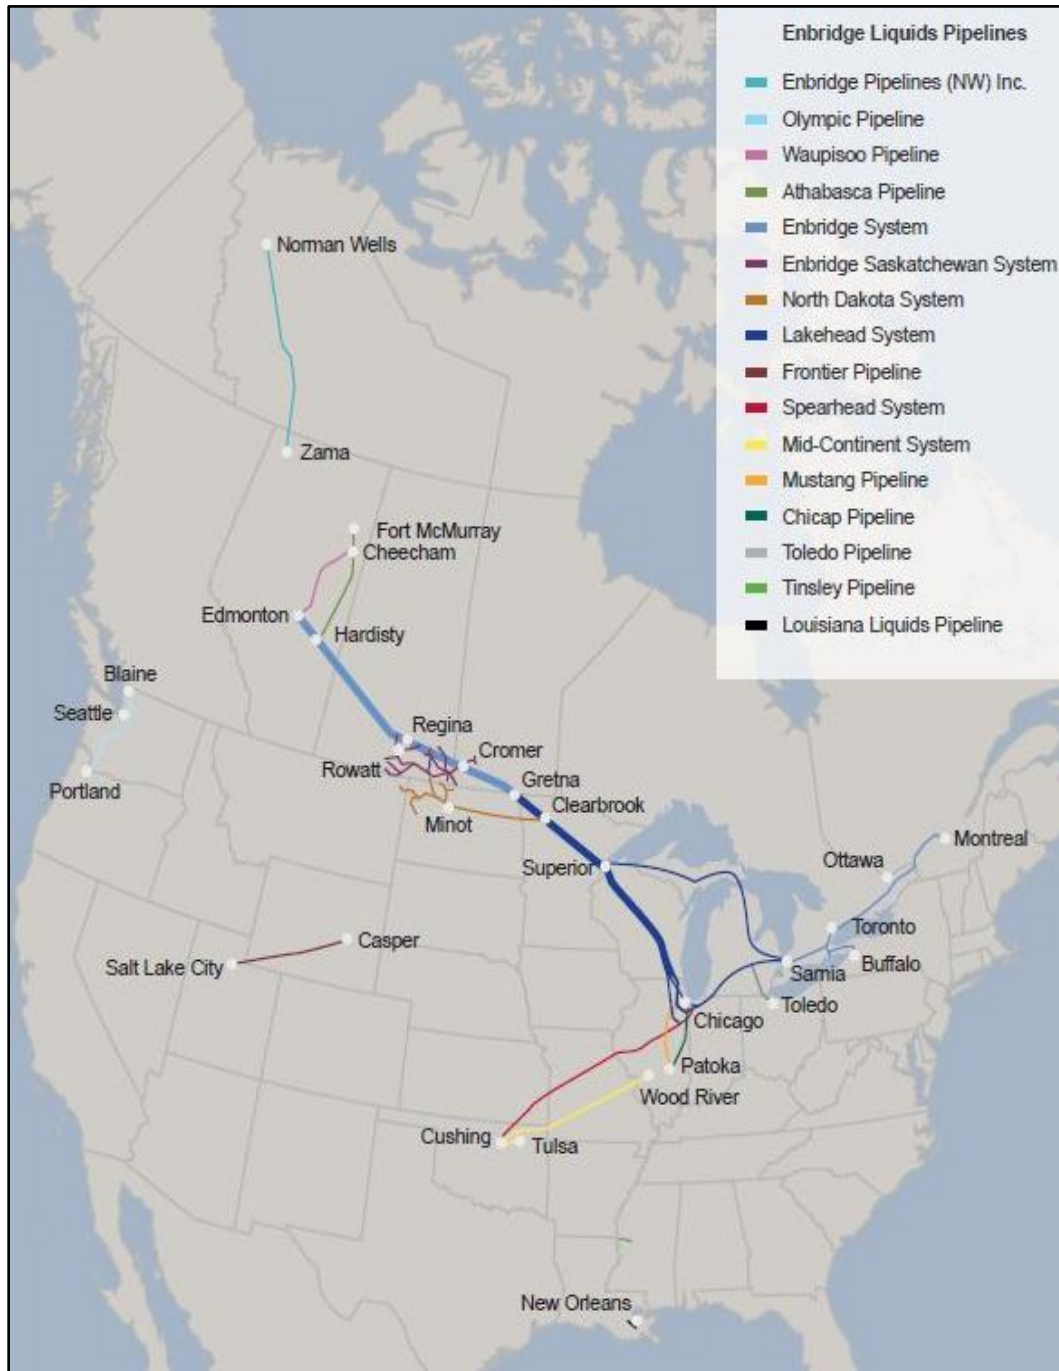 Enbridge Liquids Pipelines
Enbridge Pipelines (NW) Inc.
Olympic Pipeline
Waupisoo Pipeline
Athabasca Pipeline
Enbridge System
Enbridge Saskatchewan System
North Dakota System
Lakehead System
Frontier Pipeline
Spearhead System
Mid-Continent System
Mustang Pipeline
Chicap Pipeline
Toledo Pipeline
Tinsley Pipeline
Louisiana Liquids Pipeline
Norman Wells
Zama
Fort McMurray
Cheecham
Edmonton
Hardisty
Blaine
Seattle
Portland
Regina
Rowatt
Cromer
Gretna
Minot
Clearbrook
Superior
Montreal
Ottawa
Toronto
Buffalo
Samia
Toledo
Casper
Salt Lake City
Chicago
Patoka
Wood River
Cushing
Tulsa
New Orleans